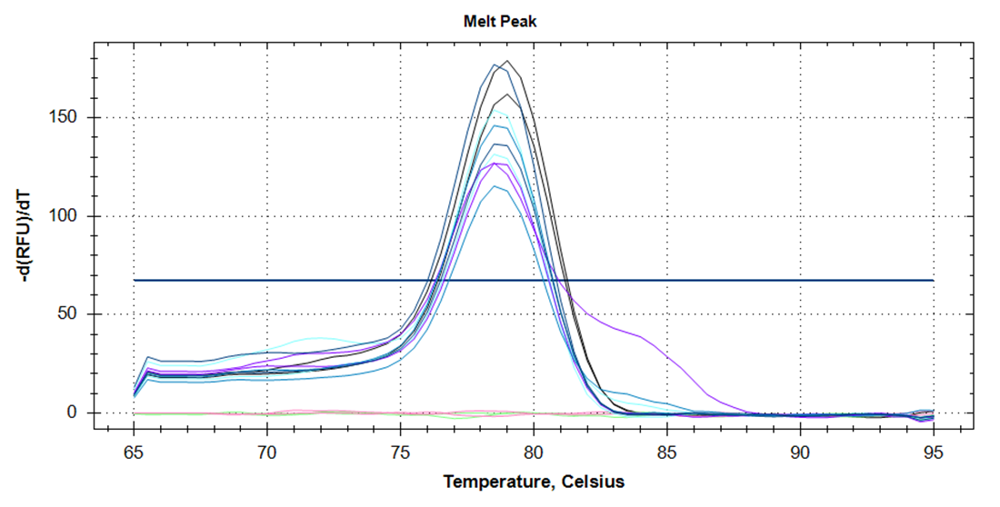 Melt Peak
150
100
50
0
-d(RFU)/dT
65 70 75 80 85 90 95
Temperature, Celsius